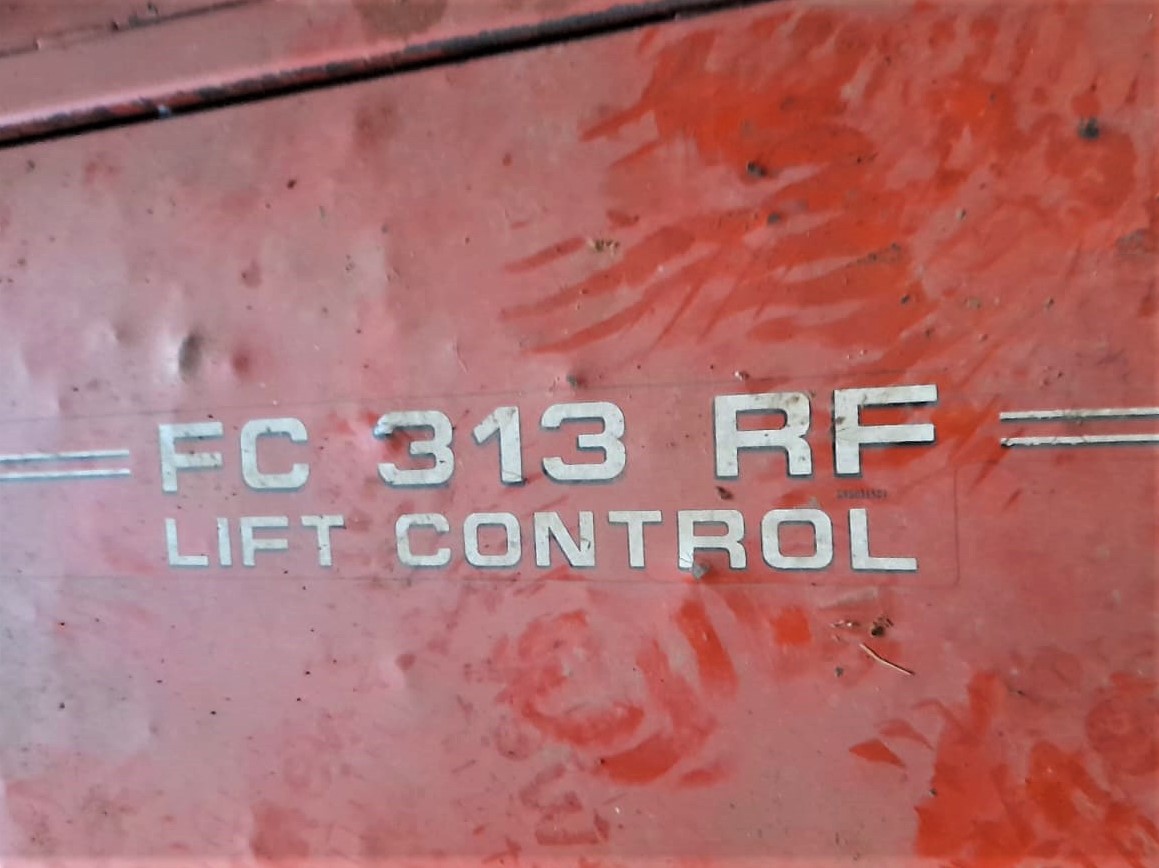 FC 313 RF
LIFT CONTROL